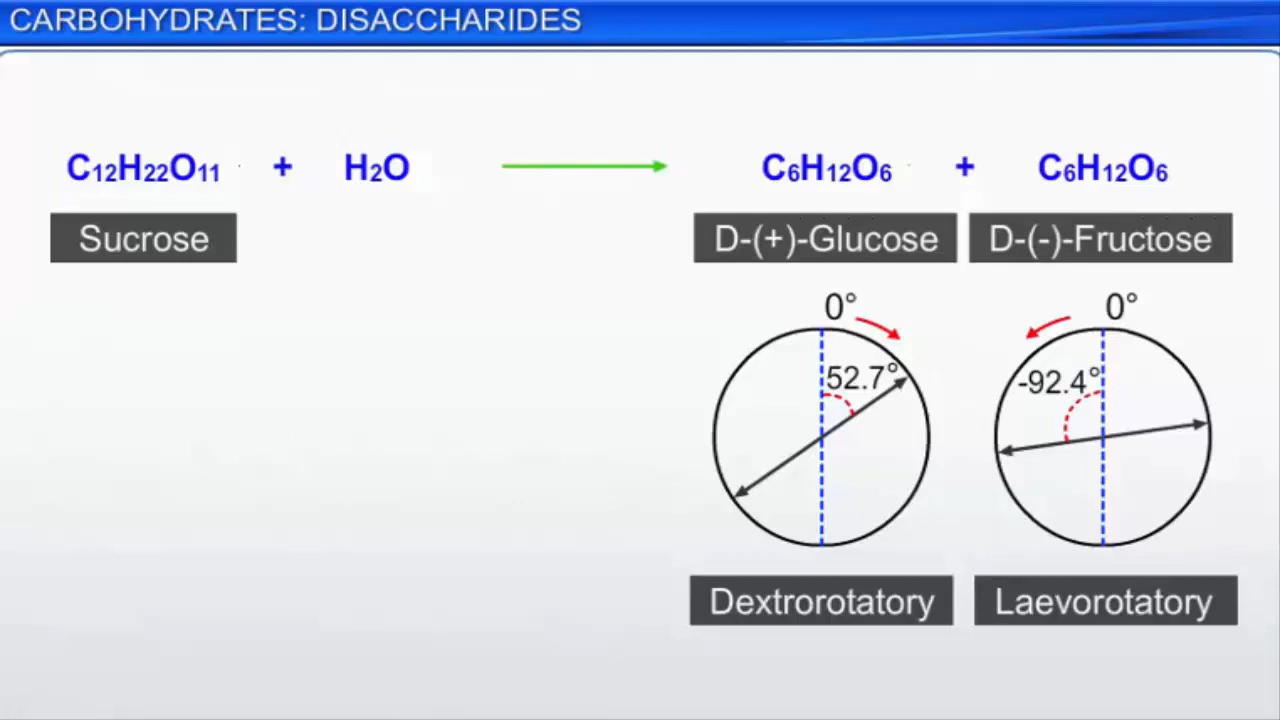 CARBOHYDRATES: DISACCHARIDES
C12H22O11 + H2O C6H12O6 + C6H12O6
Sucrose D-(+)-Glucose D-(-)-Fructose
0° 0°
52.7° -92.4°
Dextrorotatory Laevorotatory